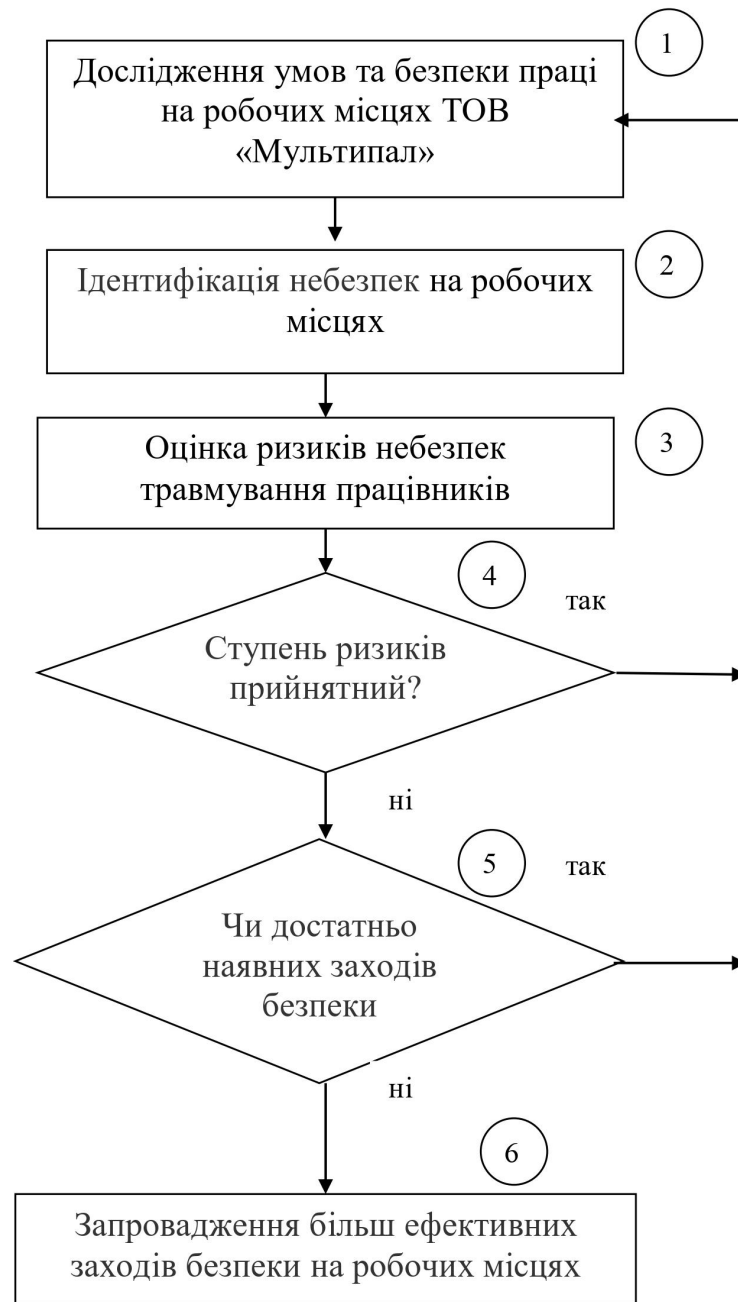 1
Дослідження умов та безпеки праці
на робочих місцях ТОВ
«Мультипал»
2
Ідентифікація небезпек на робочих
місцях
3
Оцінка ризиків небезпек
травмування працівників
4
так
Ступень ризиків
прийнятний?
ні
5
так
Чи достатньо
наявних заходів
безпеки
ні
6
Запровадження більш ефективних
заходів безпеки на робочих місцях